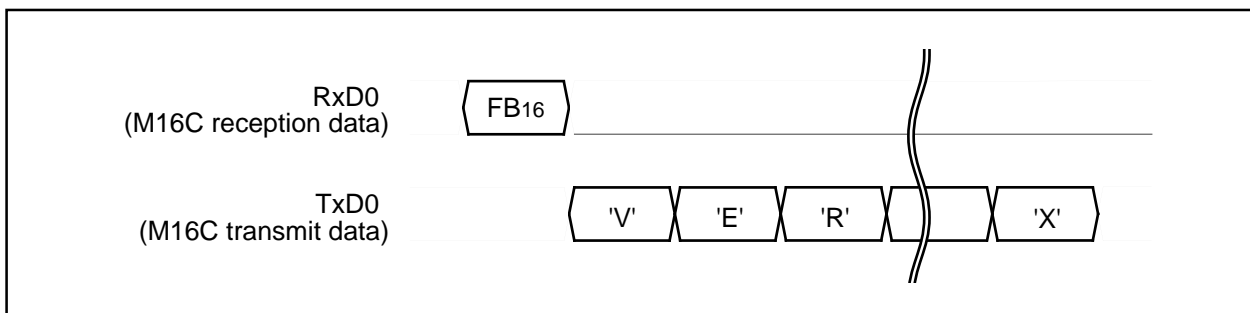 RxD0
(M16C reception data)
FB16
TxD0
(M16C transmit data)
'V' 'E' 'R' 'X'